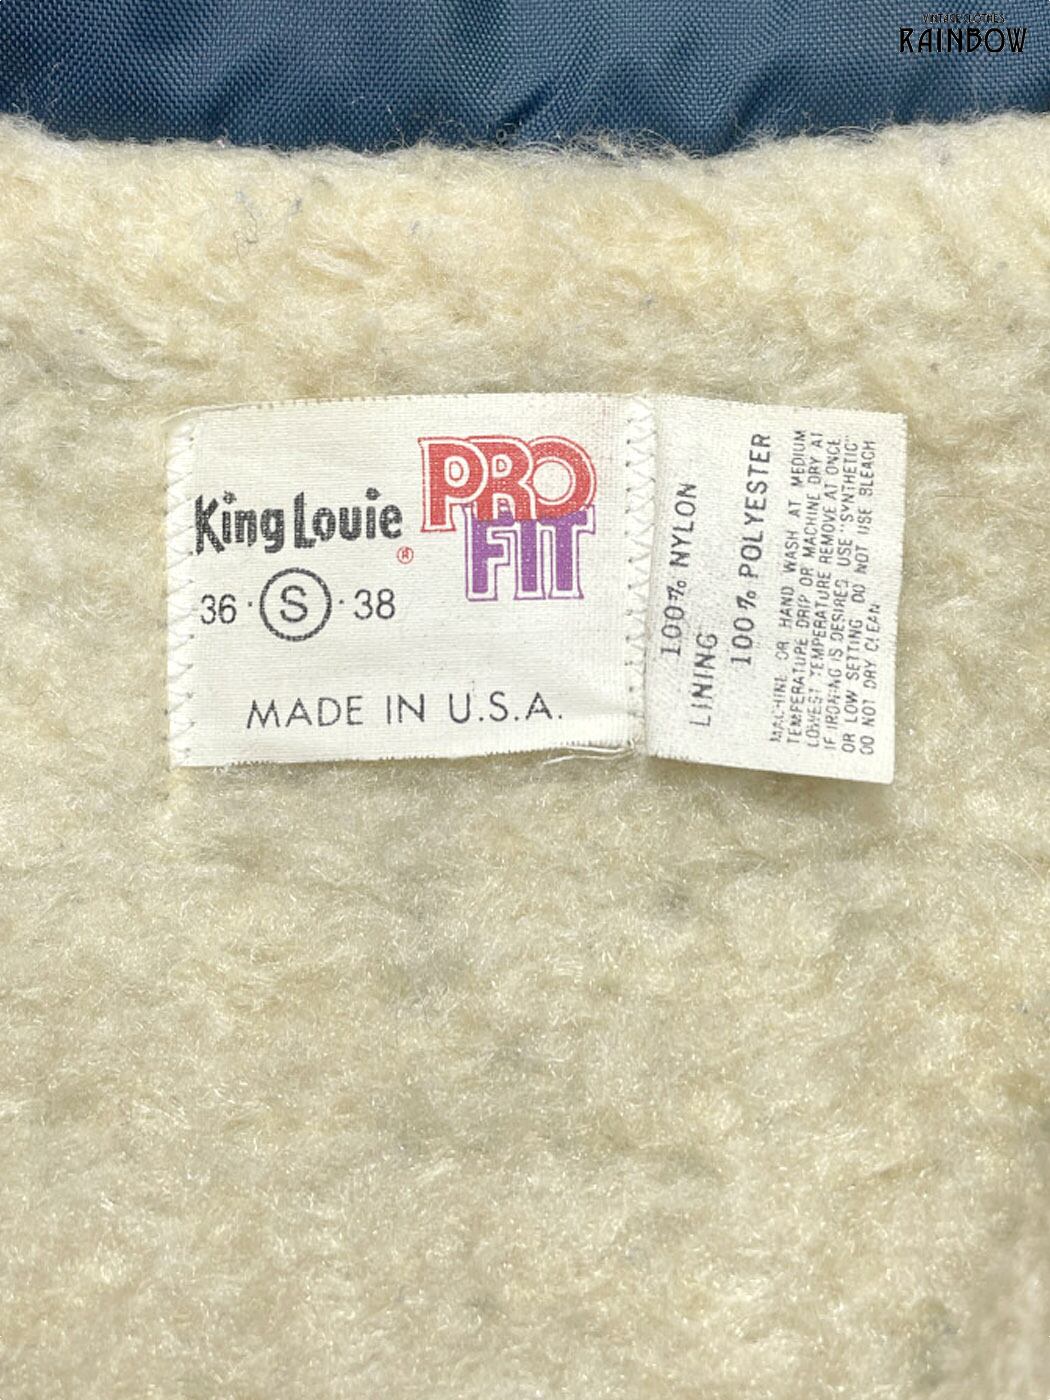 VINTAGE CLOTHES
RAINBOW
King Louie ®
PRO
FIT
36 · S · 38
MADE IN U.S.A.
100% NYLON
LINING
100% POLYESTER
MACHINE OR HAND WASH AT MEDIUM
TEMPERATURE DRIP OR MACHINE DRY AT
LOWEST TEMPERATURE REMOVE AT ONCE
IF IRONING IS DESIRED USE "SYNTHETIC"
OR LOW SETTING DO NOT USE BLEACH
DO NOT DRY CLEAN